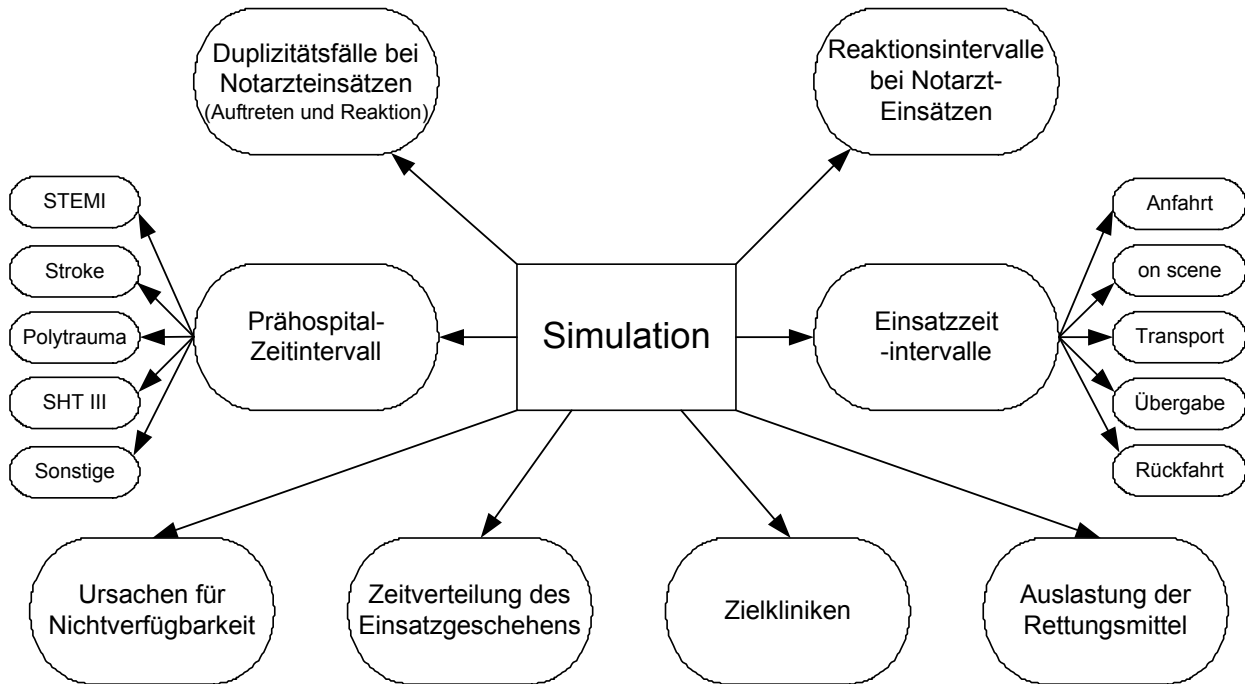 Duplizitätsfälle bei
Notarzteinsätzen
(Auftreten und Reaktion)
Reaktionsintervalle
bei Notarzt-
Einsätzen
STEMI
Stroke
Polytrauma
SHT III
Sonstige
Prähospital-
Zeitintervall
Simulation
Einsatzzeit
-intervalle
Anfahrt
on scene
Transport
Übergabe
Rückfahrt
Ursachen für
Nichtverfügbarkeit
Zeitverteilung des
Einsatzgeschehens
Zielkliniken
Auslastung der
Rettungsmittel